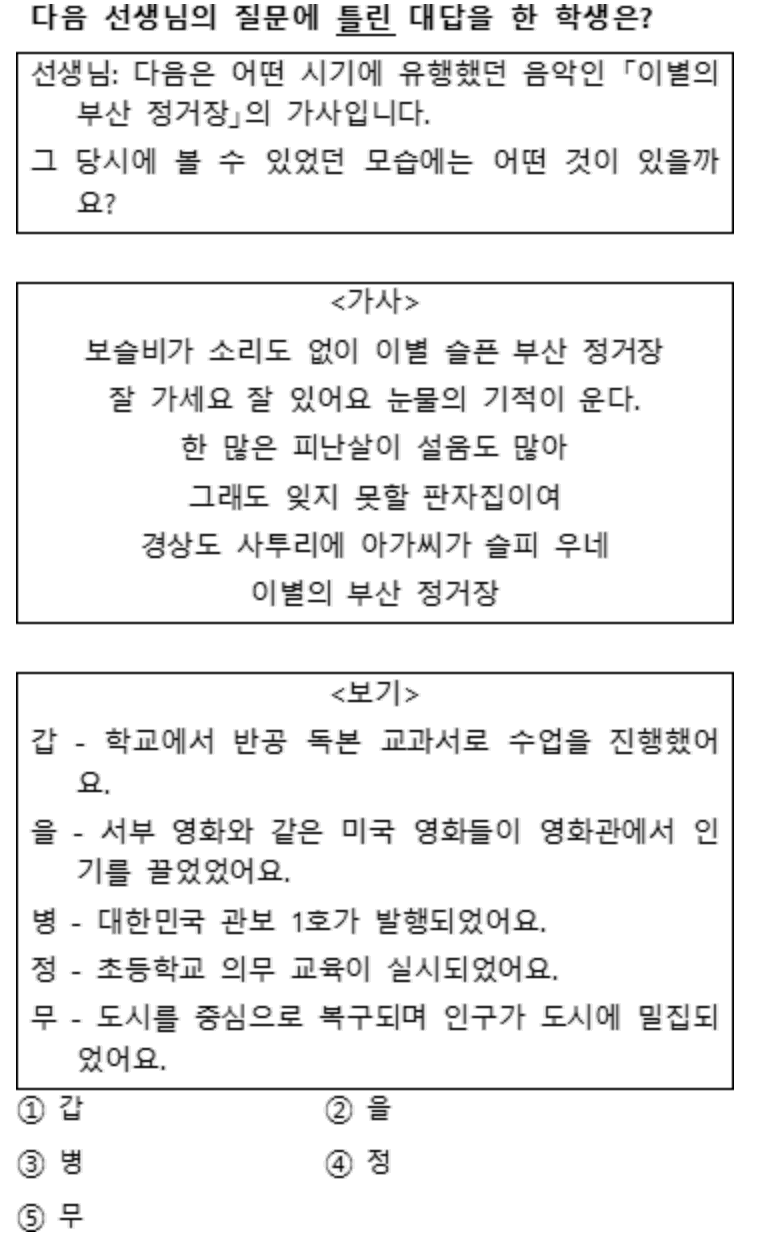 다음 선생님의 질문에 틀린 대답을 한 학생은?
선생님: 다음은 어떤 시기에 유행했던 음악인 「이별의
부산 정거장」의 가사입니다.
그 당시에 볼 수 있었던 모습에는 어떤 것이 있을까
요?
<가사>
보슬비가 소리도 없이 이별 슬픈 부산 정거장
잘 가세요 잘 있어요 눈물의 기적이 운다.
한 많은 피난살이 설움도 많아
그래도 잊지 못할 판자집이여
경상도 사투리에 아가씨가 슬피 우네
이별의 부산 정거장
<보기>
갑 - 학교에서 반공 독본 교과서로 수업을 진행했어
요.
을 - 서부 영화와 같은 미국 영화들이 영화관에서 인
기를 끌었었어요.
병 - 대한민국 관보 1호가 발행되었어요.
정 - 초등학교 의무 교육이 실시되었어요.
무 - 도시를 중심으로 복구되며 인구가 도시에 밀집되
었어요.
① 갑 ② 을
③ 병 ④ 정
⑤ 무